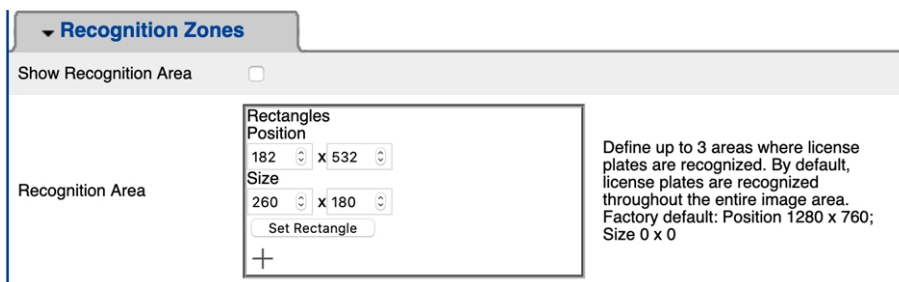 Recognition Zones
Show Recognition Area
Recognition Area
Rectangles
Position
182 x 532
Size
260 x 180
Set Rectangle
Define up to 3 areas where license
plates are recognized. By default,
license plates are recognized
throughout the entire image area.
Factory default: Position 1280 x 760;
Size 0 x 0